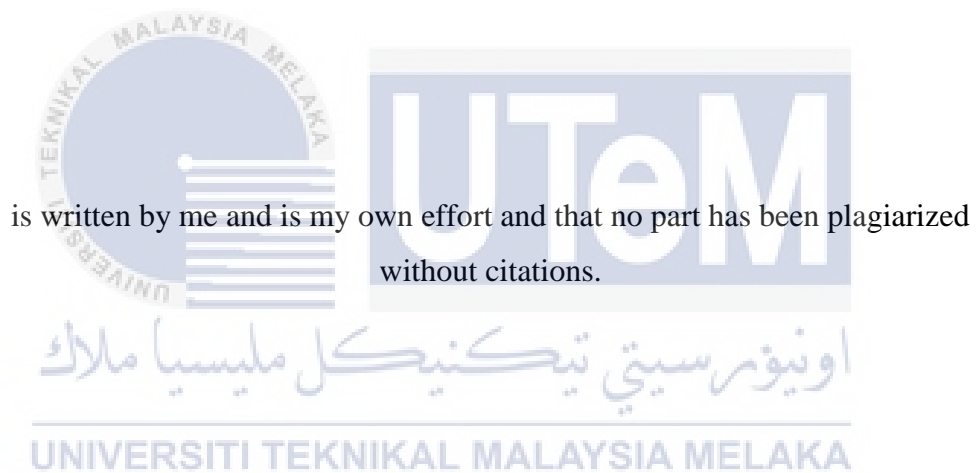 UNIVERSITI TEKNIKAL MALAYSIA MELAKA
UTeM
is written by me and is my own effort and that no part has been plagiarized
without citations.
اونيۏرسيتي تيكنيكل مليسيا ملاك
UNIVERSITI TEKNIKAL MALAYSIA MELAKA